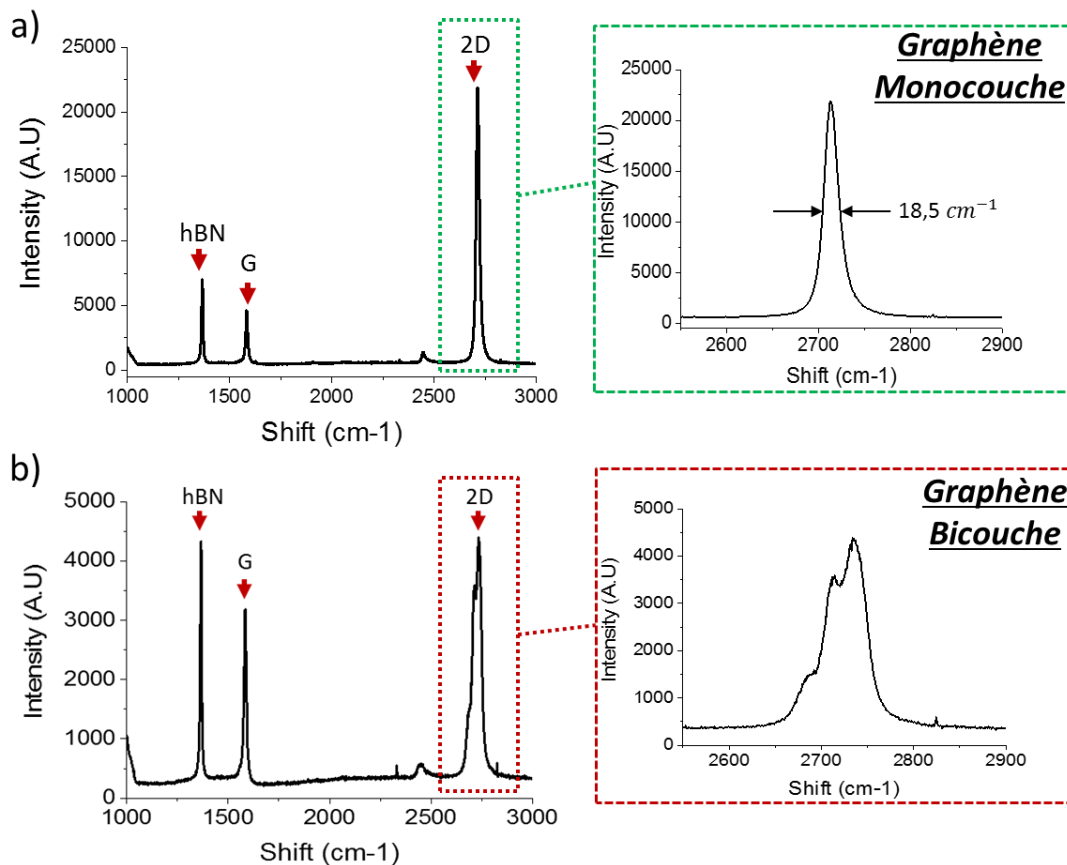 a)
25000
20000
15000
10000
5000
0
Intensity (A.U)
hBN
G
2D
1000
1500
2000
2500
3000
Shift (cm-1)
Graphène
Monocouche
25000
20000
15000
10000
5000
0
Intensity (A.U)
18,5 cm⁻¹
2600
2700
2800
2900
Shift (cm-1)
b)
5000
4000
3000
2000
1000
0
Intensity (A.U)
hBN
G
2D
1000
1500
2000
2500
3000
Shift (cm-1)
Graphène
Bicouche
5000
4000
3000
2000
1000
0
Intensity (A.U)
2600
2700
2800
2900
Shift (cm-1)